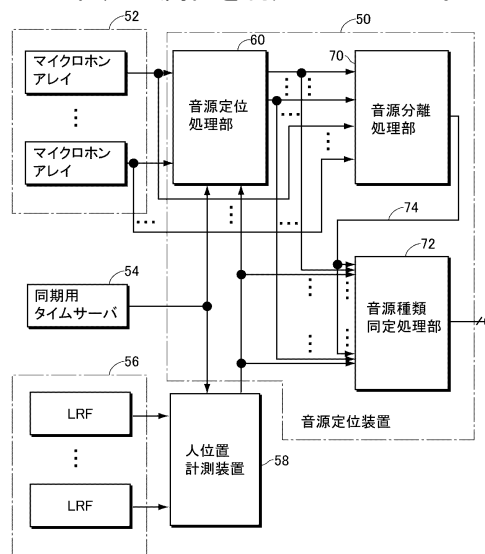 52
マイクロホン
アレイ
マイクロホン
アレイ
50
60
音源定位
処理部
70
音源分離
処理部
74
72
音源種類
同定処理部
54
同期用
タイムサーバ
56
LRF
LRF
人位置
計測装置
58
音源定位装置